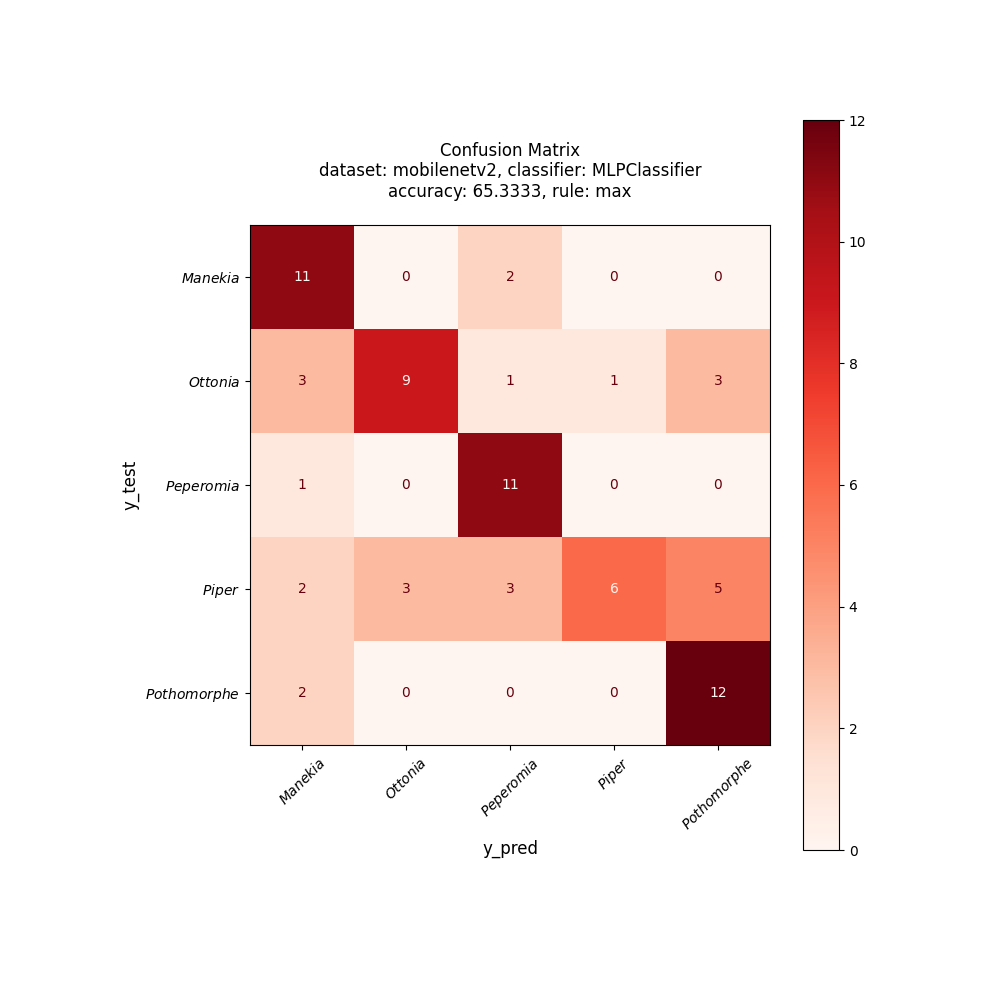 Confusion Matrix
dataset: mobilenetv2, classifier: MLPClassifier
accuracy: 65.3333, rule: max
y_test
Manekia 11 0 2 0 0
Ottonia 3 9 1 1 3
Peperomia 1 0 11 0 0
Piper 2 3 3 6 5
Pothomorphe 2 0 0 0 12
Manekia Ottonia Peperomia Piper Pothomorphe
y_pred
12
10
8
6
4
2
0